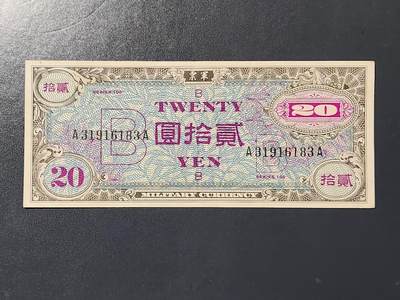 票軍
拾貳
SERIES 100
B
TWENTY
20
A31916183A
B
圓拾貳
B
A31916183A
YEN
20
B
SERIES 100
拾貳
MILITARY CURRENCY